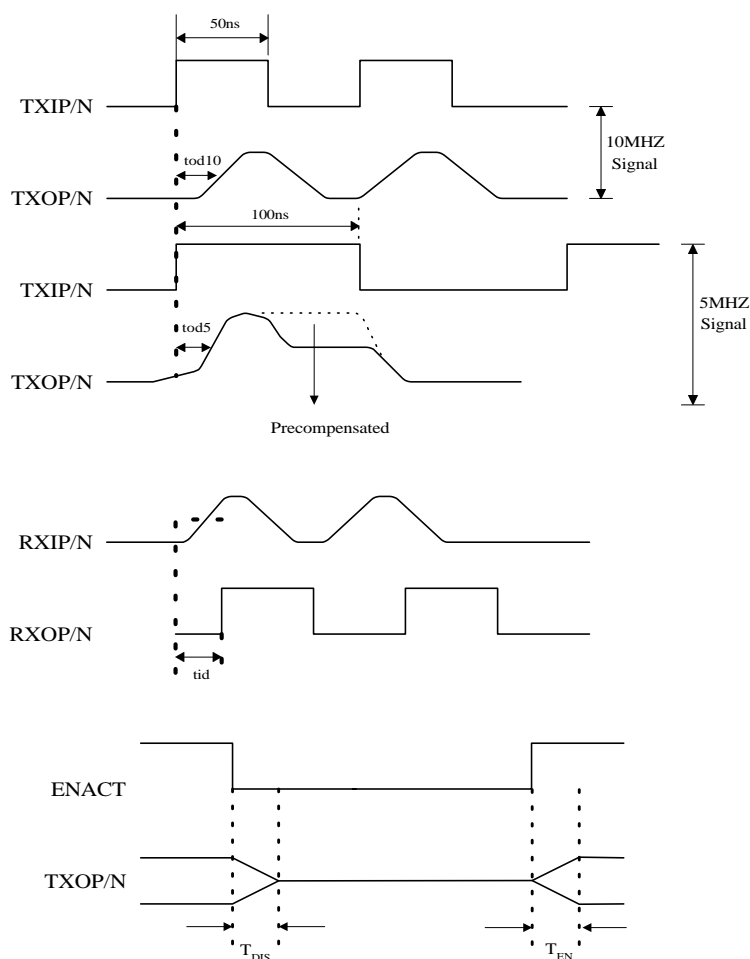 50ns
TXIP/N
10MHZ
Signal
tod10
TXOP/N
100ns
TXIP/N
5MHZ
Signal
tod5
TXOP/N
Precompensated
RXIP/N
RXOP/N
tid
ENACT
TXOP/N
TDIS
TEN